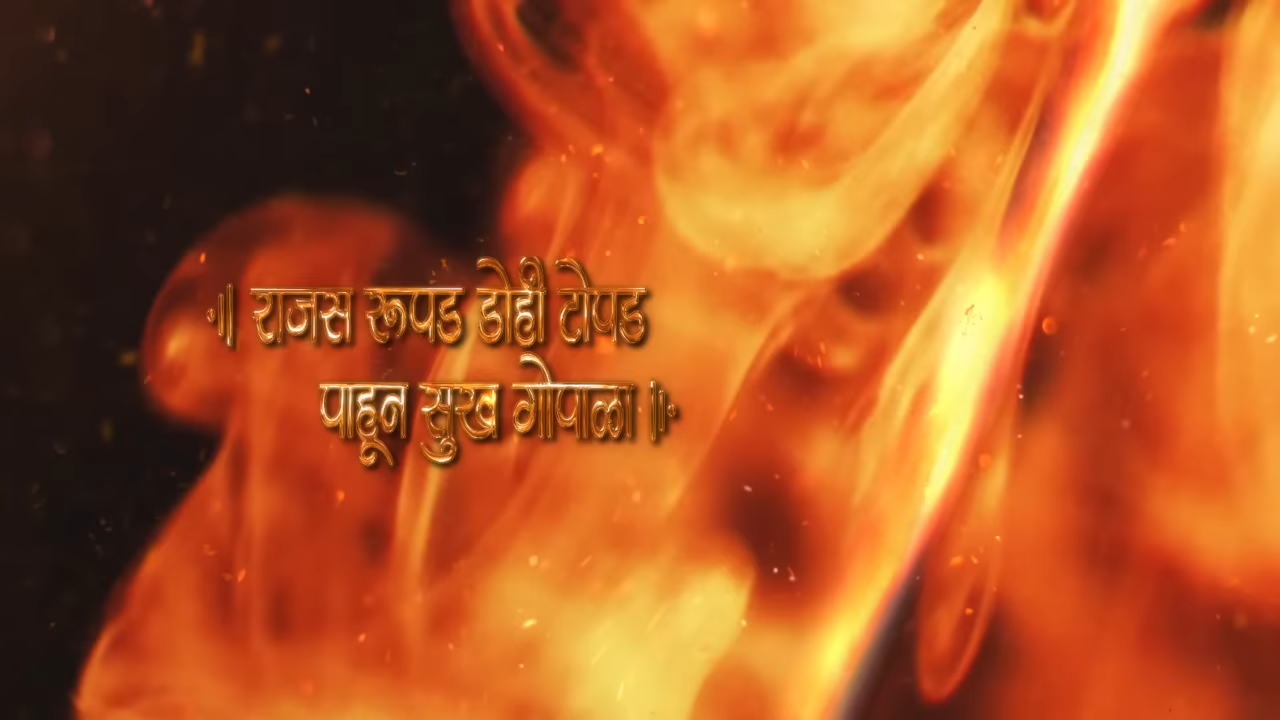 ॥ राजस रूपड डोही टोपड
पाहून सुख गोपाळा ॥